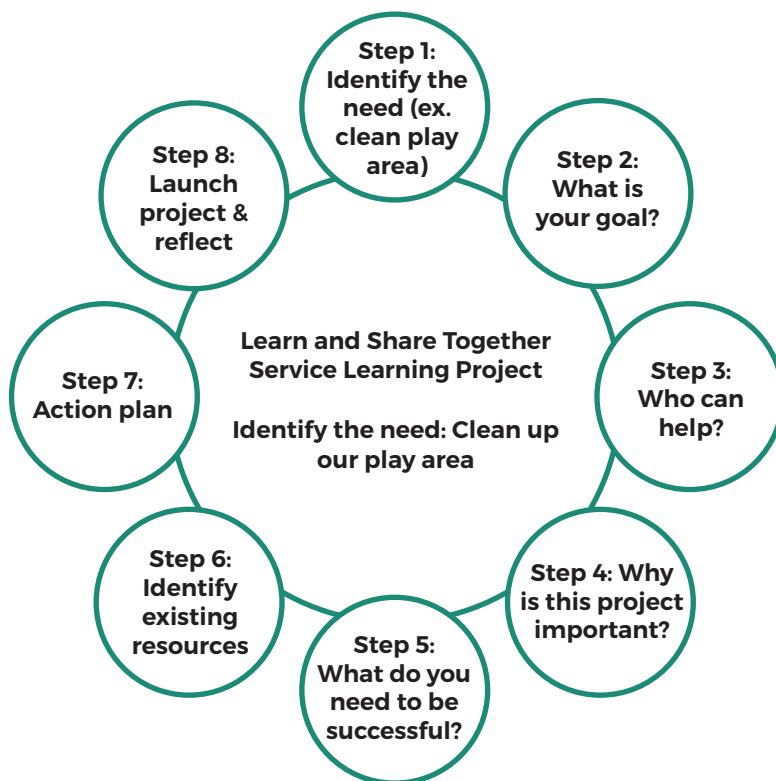 Step 1:
Identify the
need (ex.
clean play
area)
Step 2:
What is
your goal?
Step 3:
Who can
help?
Step 4: Why
is this project
important?
Step 5:
What do you
need to be
successful?
Step 6:
Identify
existing
resources
Step 7:
Action plan
Step 8:
Launch
project &
reflect
Learn and Share Together
Service Learning Project
Identify the need: Clean up
our play area